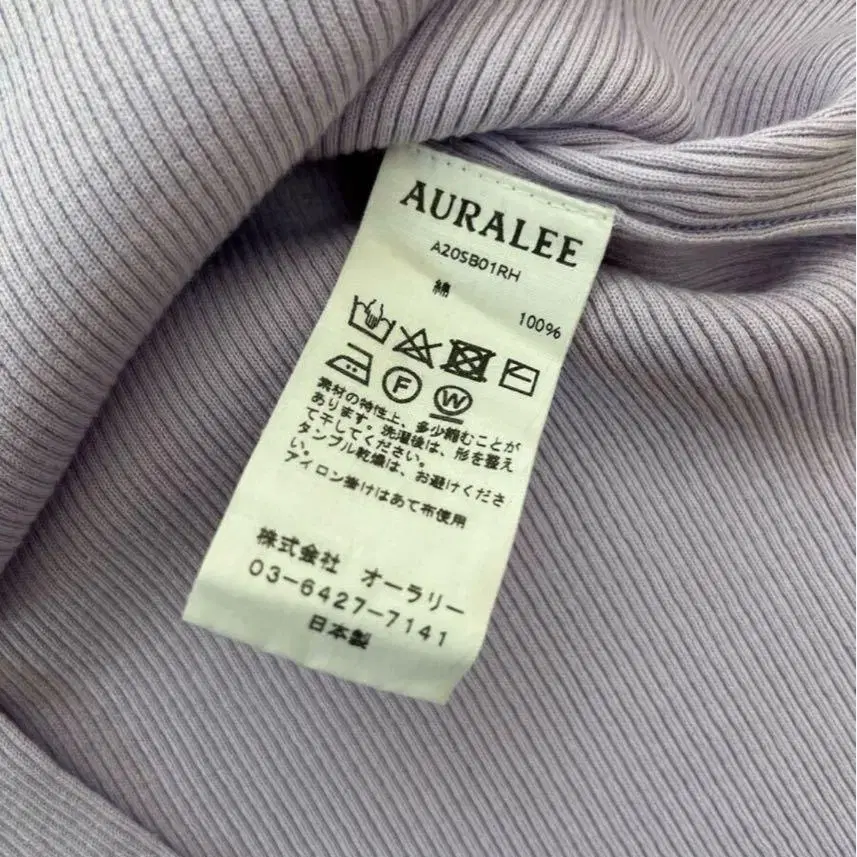 AURALEE
A20SB01RH
綿 100%
F W
素材の特性上、多少縮むことが
あります。洗濯後は、形を整え
て干してください。
タンブル乾燥は、お避けくださ
い。
アイロン掛けはあて布使用
株式会社 オーラリー
03-6427-7141
日本製